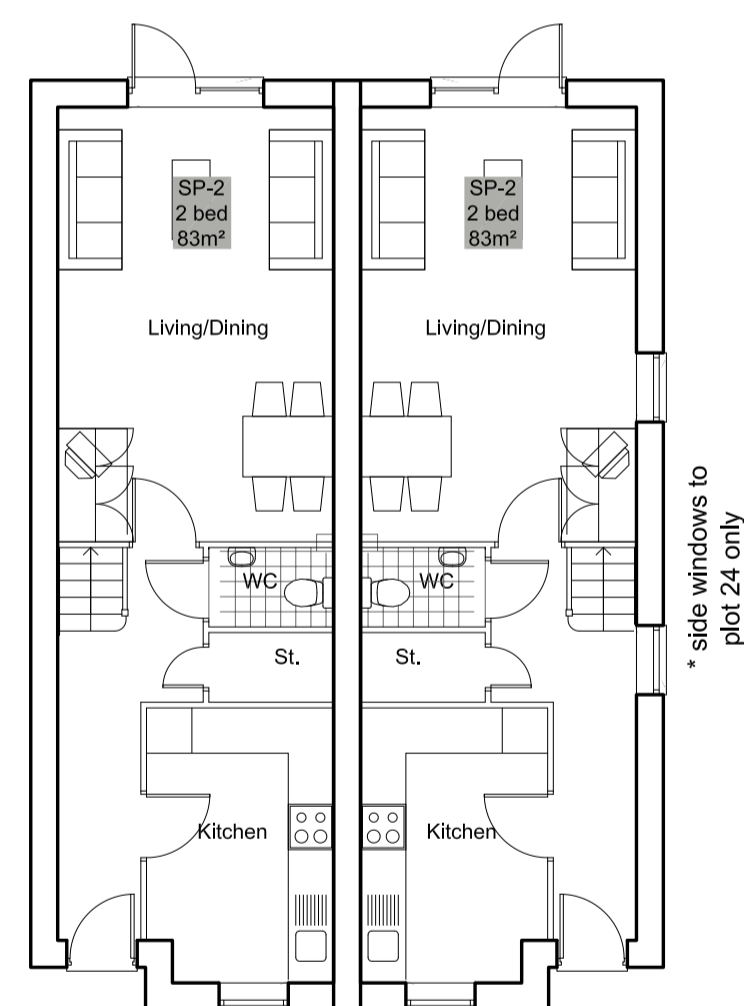 SP-2
2 bed
83m²
SP-2
2 bed
83m²
Living/Dining
Living/Dining
WC
WC
St.
St.
Kitchen
Kitchen
* side windows to
plot 24 only